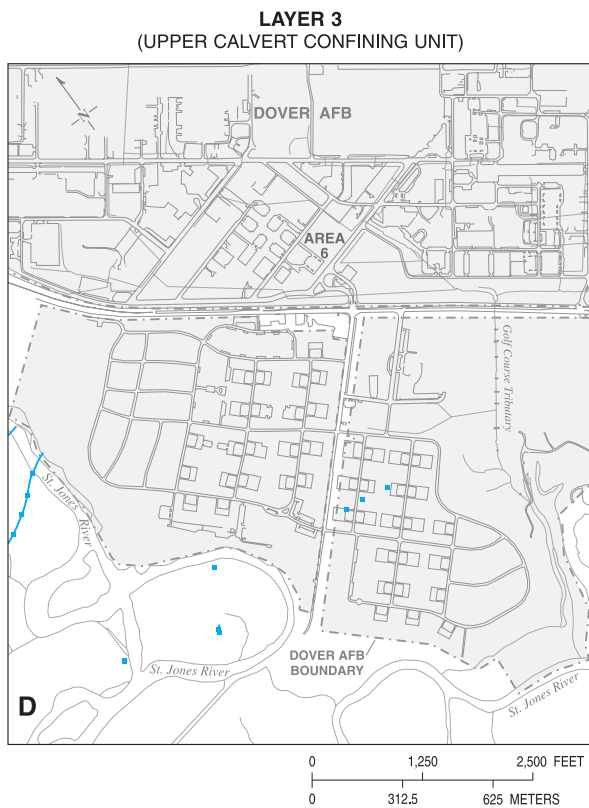 LAYER 3
(UPPER CALVERT CONFINING UNIT)
DOVER AFB
AREA
6
Golf Course Tributary
St. Jones River
DOVER AFB
BOUNDARY
St. Jones River
St. Jones River
D
0 1,250 2,500 FEET
0 312.5 625 METERS